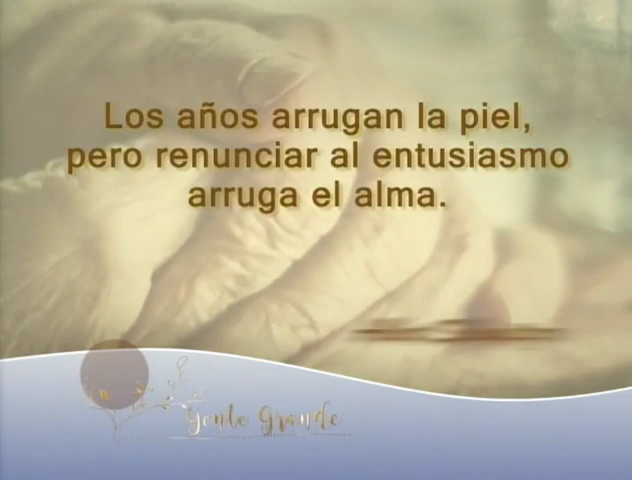 Los años arrugan la piel,
pero renunciar al entusiasmo
arruga el alma.
Gente Grande